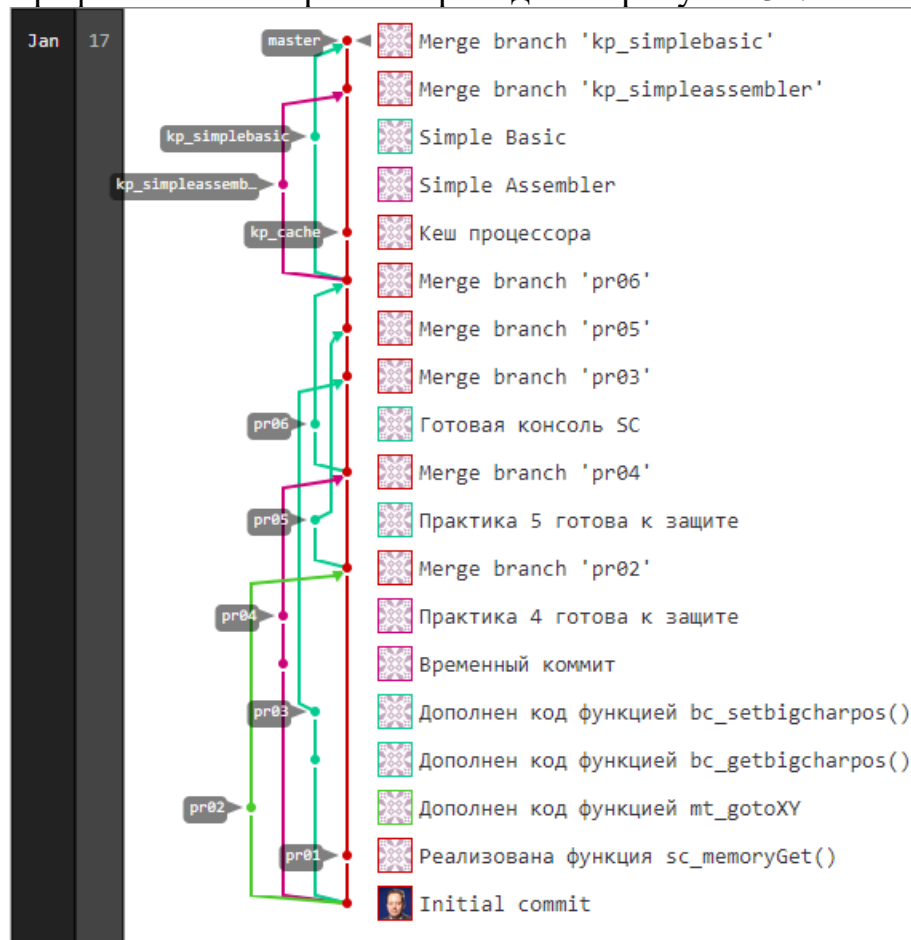 Jan 17 master Merge branch 'kp_simplebasic'
Merge branch 'kp_simpleassembler'
kp_simplebasic Simple Basic
kp_simpleassemb… Simple Assembler
kp_cache Кеш процессора
Merge branch 'pr06'
Merge branch 'pr05'
Merge branch 'pr03'
pr06 Готовая консоль SC
Merge branch 'pr04'
pr05 Практика 5 готова к защите
Merge branch 'pr02'
pr04 Практика 4 готова к защите
Временный коммит
pr03 Дополнен код функцией bc_setbigcharpos()
Дополнен код функцией bc_getbigcharpos()
pr02 Дополнен код функцией mt_gotoXY
pr01 Реализована функция sc_memoryGet()
Initial commit